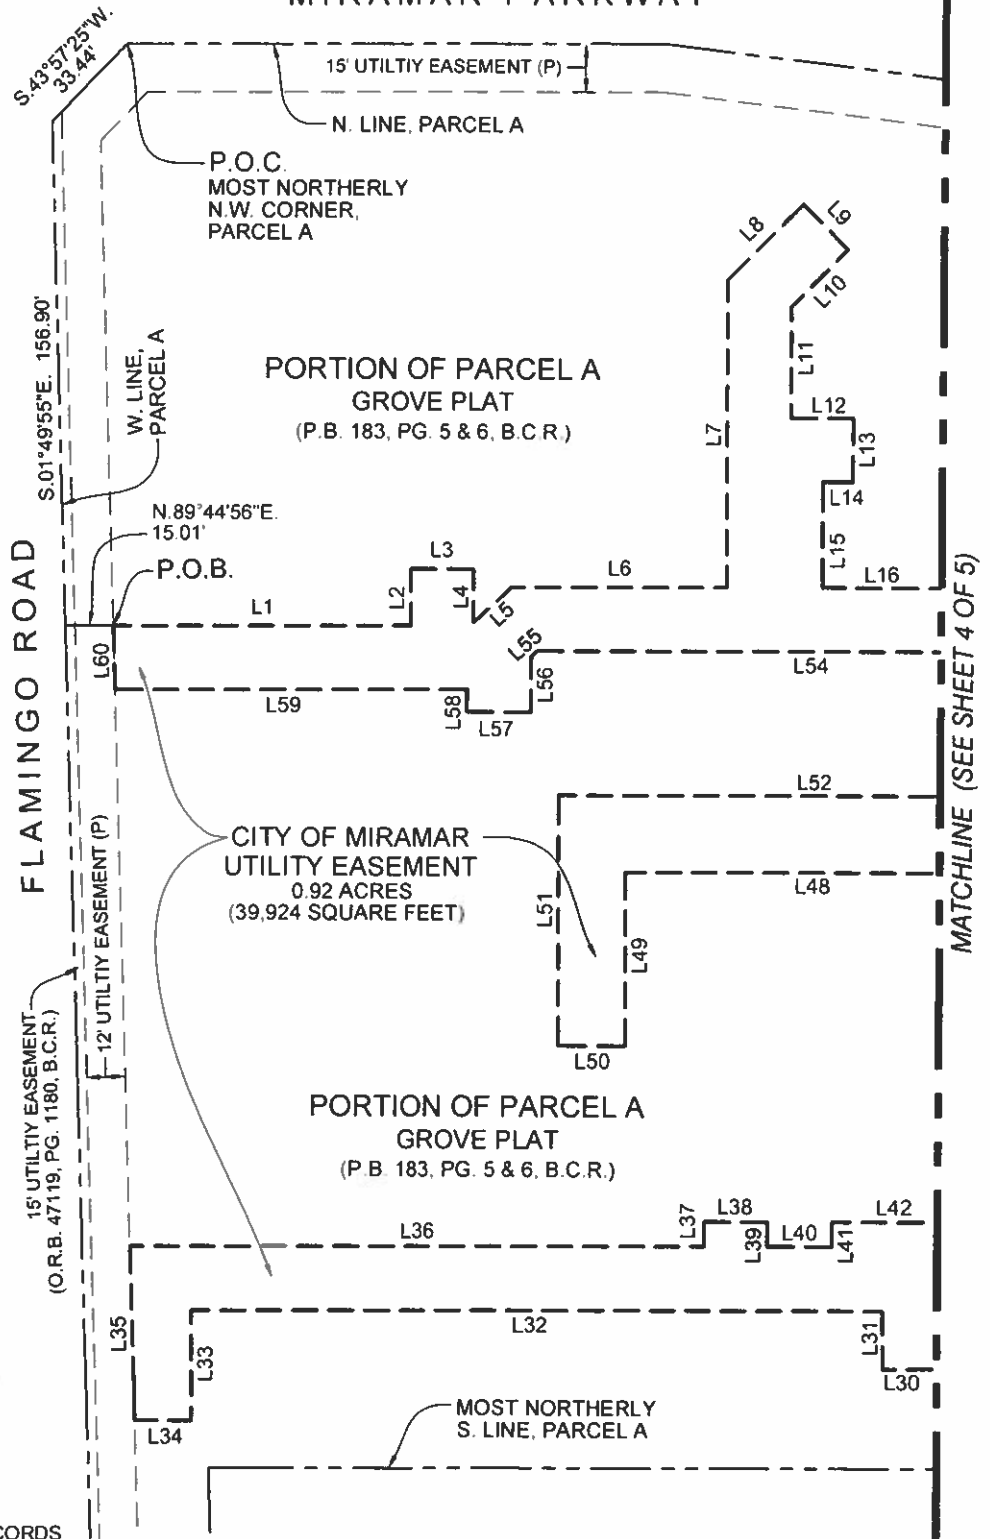 MIRAMAR PARKWAY
S.43°57'25"W.
33.44'
15' UTILTIY EASEMENT (P)
N. LINE, PARCEL A
P.O.C.
MOST NORTHERLY
N.W. CORNER,
PARCEL A
L8
L9
L10
S.01°49'55"E. 156.90'
W. LINE,
PARCEL A
PORTION OF PARCEL A
GROVE PLAT
(P.B. 183, PG. 5 & 6, B.C.R.)
L7
L11
L12
L13
L14
L15
L16
N.89°44'56"E.
15.01'
P.O.B.
L1
L2
L3
L4
L5
L6
FLAMINGO ROAD
L60
L59
L58
L57
L56
L55
L54
MATCHLINE (SEE SHEET 4 OF 5)
L52
CITY OF MIRAMAR
UTILITY EASEMENT
0.92 ACRES
(39,924 SQUARE FEET)
L51
L48
L49
L50
12' UTILTIY EASEMENT (P)
15' UTILTIY EASEMENT
(O.R.B. 47119, PG. 1180, B.C.R.)
PORTION OF PARCEL A
GROVE PLAT
(P.B. 183, PG. 5 & 6, B.C.R.)
L36
L37
L38
L39
L40
L41
L42
L35
L33
L32
L31
L30
L34
MOST NORTHERLY
S. LINE, PARCEL A
CORDS